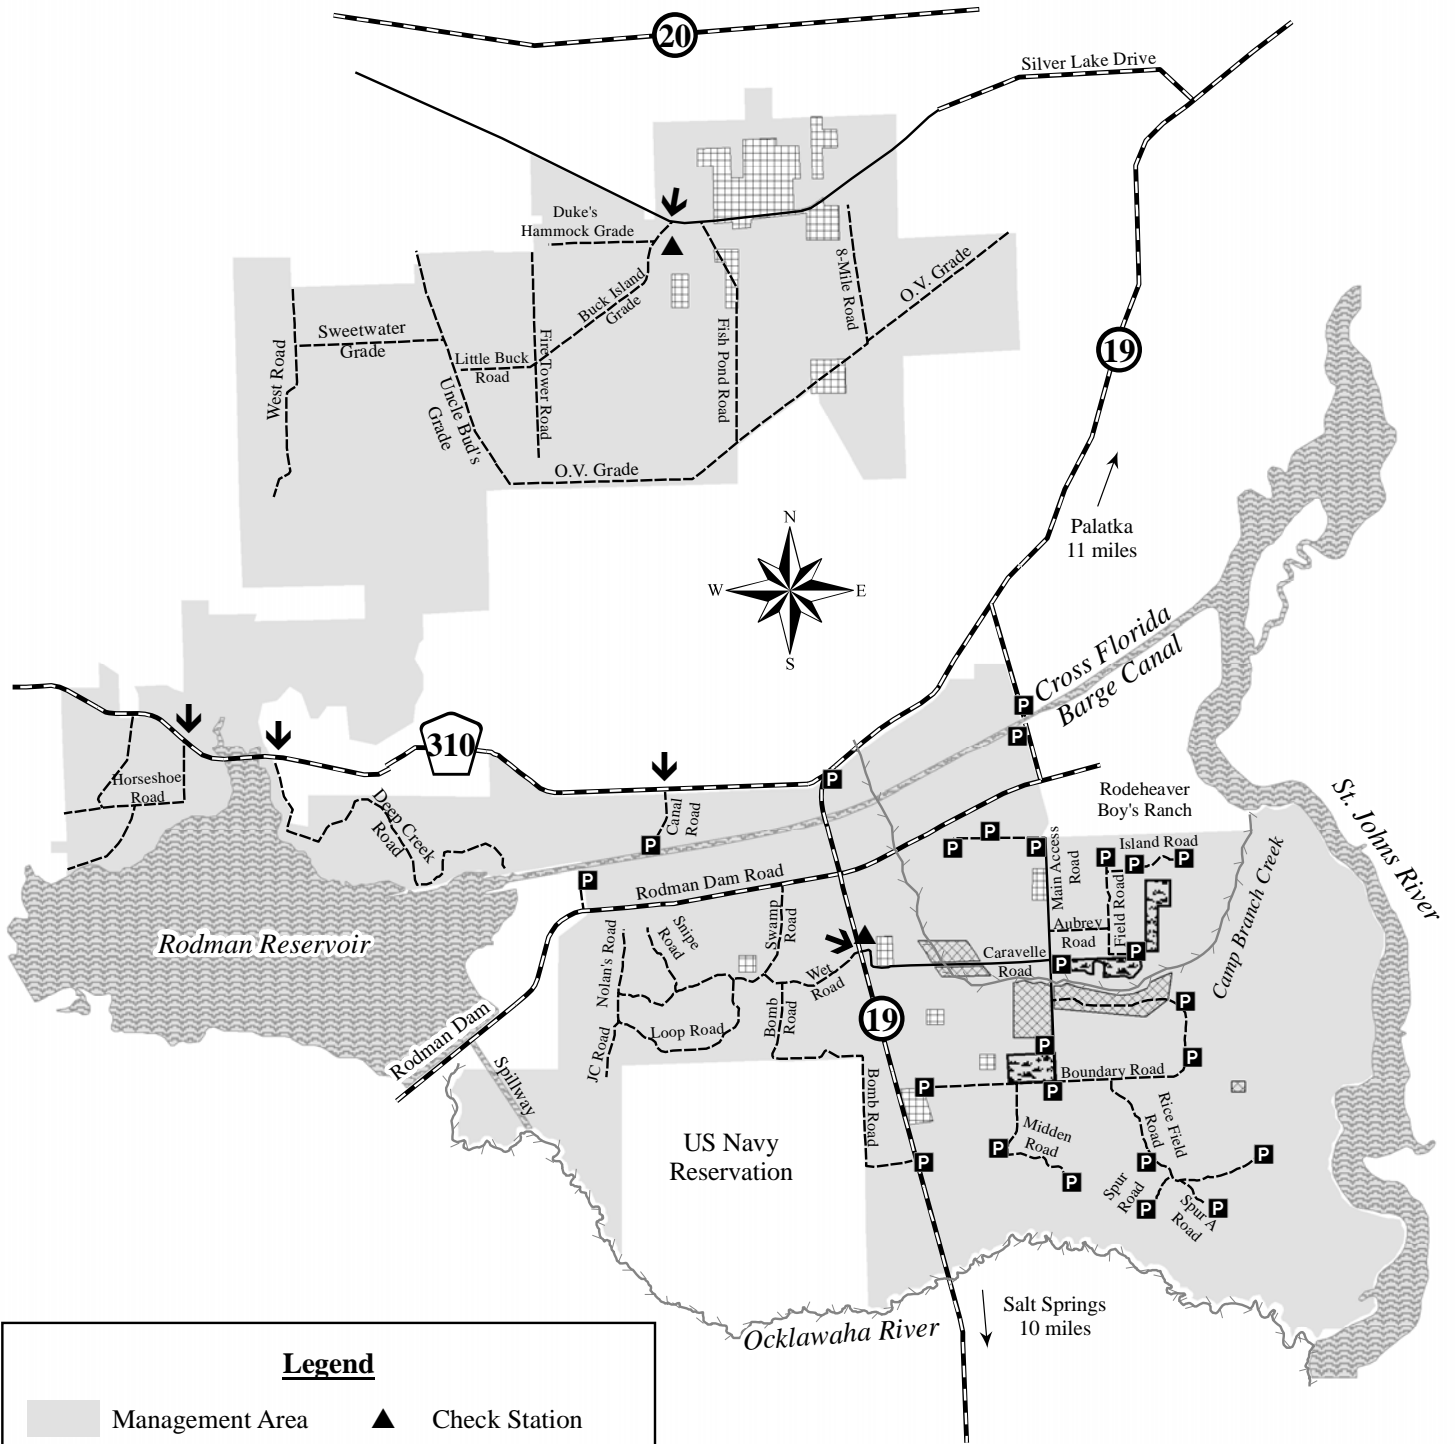 20
Silver Lake Drive
Duke's
Hammock Grade
Buck Island
Grade
8-Mile Road
O.V. Grade
Sweetwater
Grade
West Road
Little Buck
Road
Fire Tower Road
Fish Pond Road
Uncle Bud's
Grade
O.V. Grade
19
Palatka
11 miles
N
W
E
S
Cross Florida
Barge Canal
P
P
310
P
Horseshoe
Road
Deep Creek
Road
Canal
Road
P
Rodeheaver
Boy's Ranch
St. Johns River
P
P
P
Main Access
Road
Island Road
P
P
P
P
Rodman Dam Road
Field Road
Camp Branch Creek
Aubrey
Road
Rodman Reservoir
Nolan's Road
Snipe
Road
Swamp
Road
Wet
Road
Caravelle
Road
P
P
Loop Road
Bomb
Road
JC Road
19
P
P
P
Rodman Dam
Spillway
Boundary Road
P
P
Bomb Road
US Navy
Reservation
Midden
Road
Rice Field
Road
P
P
P
P
P
Spur
Road
Spur A
Road
P
P
Salt Springs
10 miles
Ocklawaha River
Legend
Management Area
Check Station